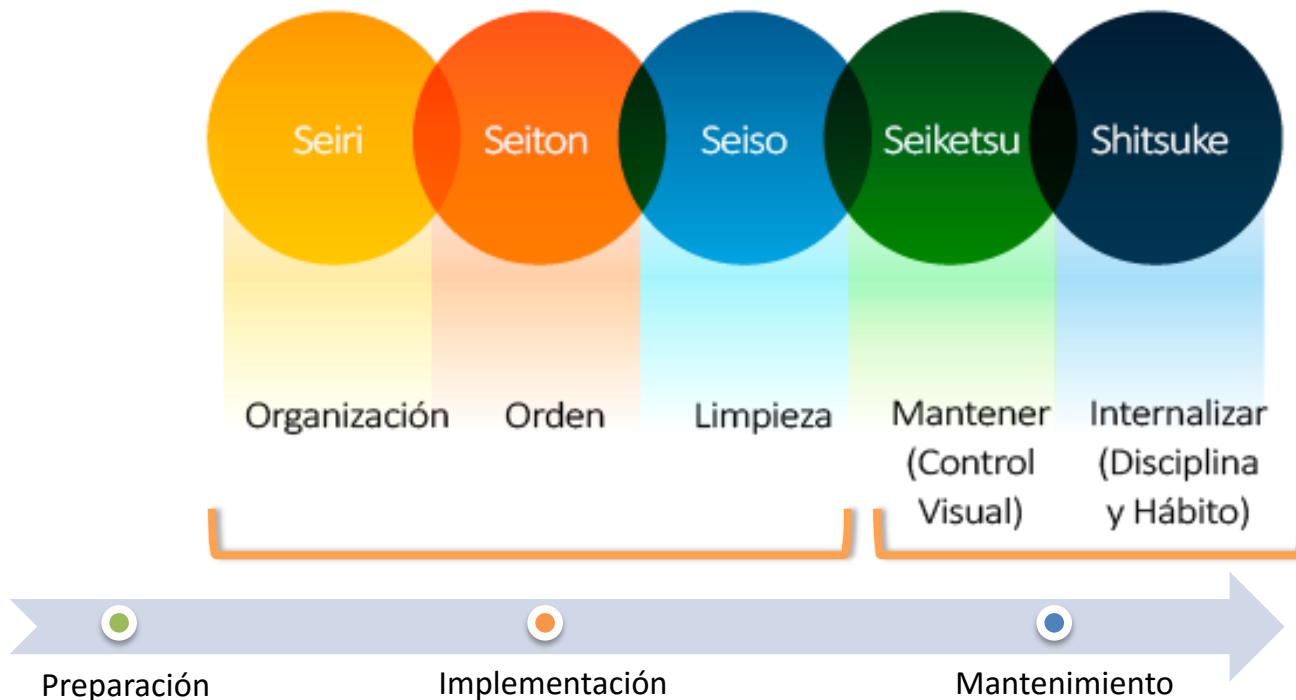 Seiri
Seiton
Seiso
Seiketsu
Shitsuke
Organización
Orden
Limpieza
Mantener
(Control
Visual)
Internalizar
(Disciplina
y Hábito)
Preparación
Implementación
Mantenimiento